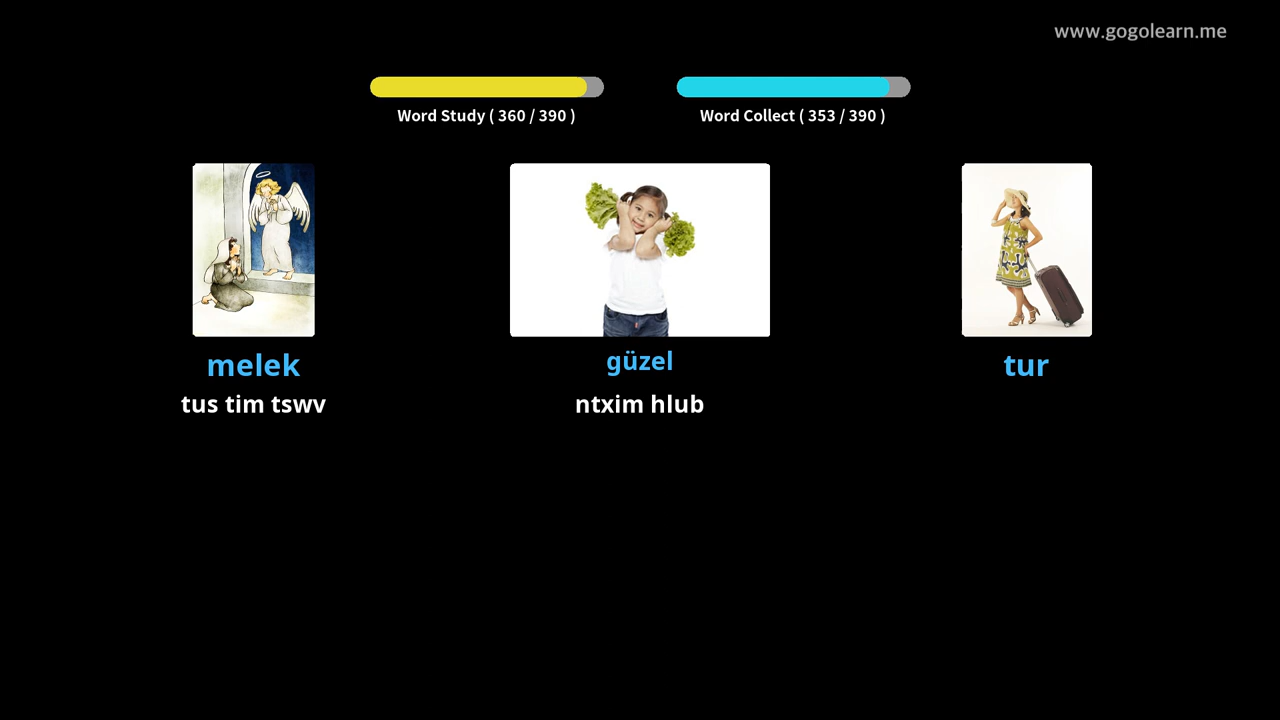 www.gogolearn.me
Word Study ( 360 / 390 )
Word Collect ( 353 / 390 )
melek
güzel
tur
tus tim tswv
ntxim hlub